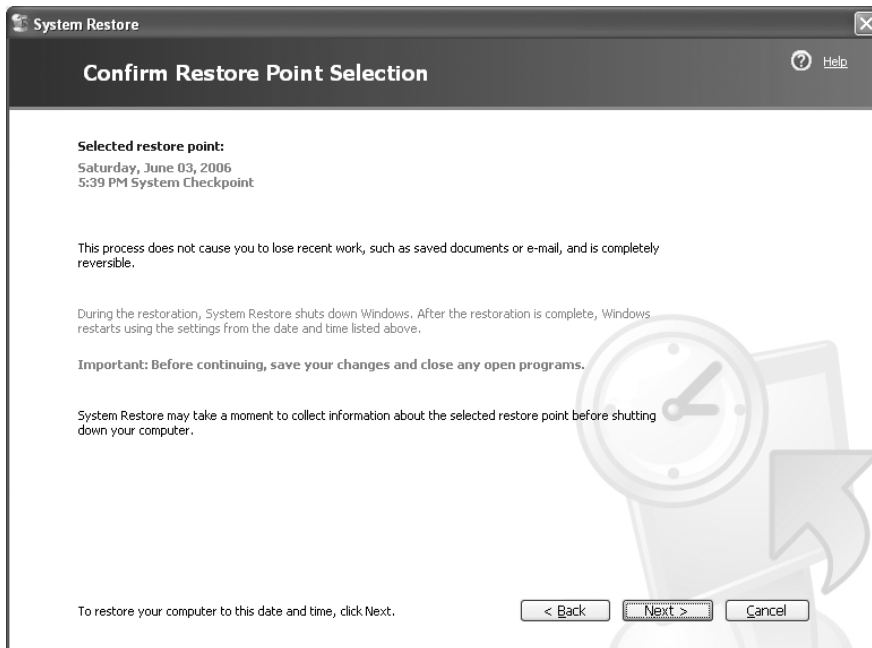 System Restore
Confirm Restore Point Selection
Help
Selected restore point:
Saturday, June 03, 2006
5:39 PM System Checkpoint
This process does not cause you to lose recent work, such as saved documents or e-mail, and is completely
reversible.
During the restoration, System Restore shuts down Windows. After the restoration is complete, Windows
restarts using the settings from the date and time listed above.
Important: Before continuing, save your changes and close any open programs.
System Restore may take a moment to collect information about the selected restore point before shutting
down your computer.
To restore your computer to this date and time, click Next.
< Back
Next >
Cancel